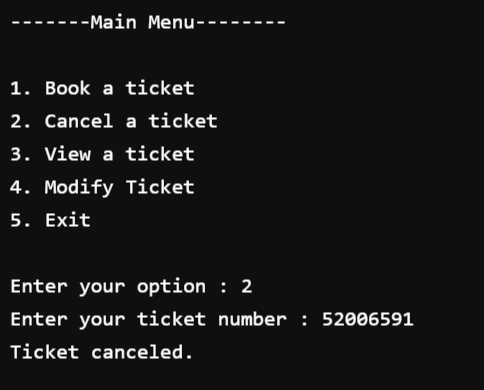 -------Main Menu--------
1. Book a ticket
2. Cancel a ticket
3. View a ticket
4. Modify Ticket
5. Exit
Enter your option : 2
Enter your ticket number : 52006591
Ticket canceled.